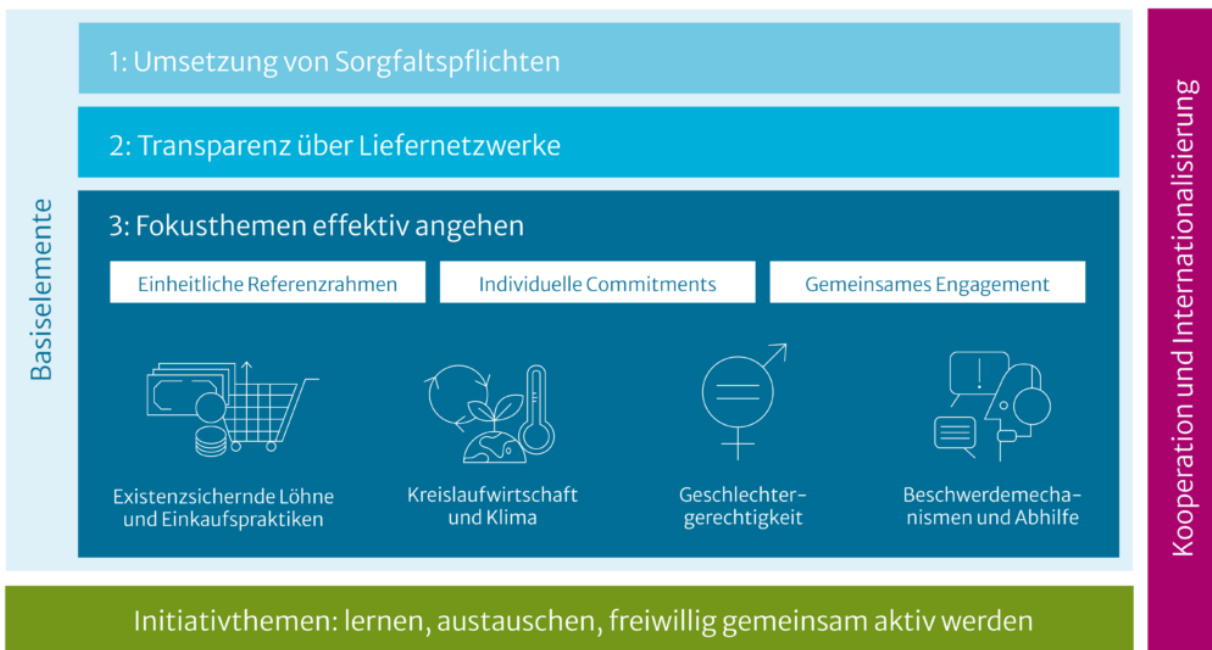 Basiselemente
1: Umsetzung von Sorgfaltspflichten
2: Transparenz über Liefernetzwerke
3: Fokusthemen effektiv angehen
Einheitliche Referenzrahmen
Individuelle Commitments
Gemeinsames Engagement
!
Existenzsichernde Löhne
und Einkaufspraktiken
Kreislaufwirtschaft
und Klima
Geschlechter-
gerechtigkeit
Beschwerdemecha-
nismen und Abhilfe
Initiativthemen: lernen, austauschen, freiwillig gemeinsam aktiv werden
Kooperation und Internationalisierung